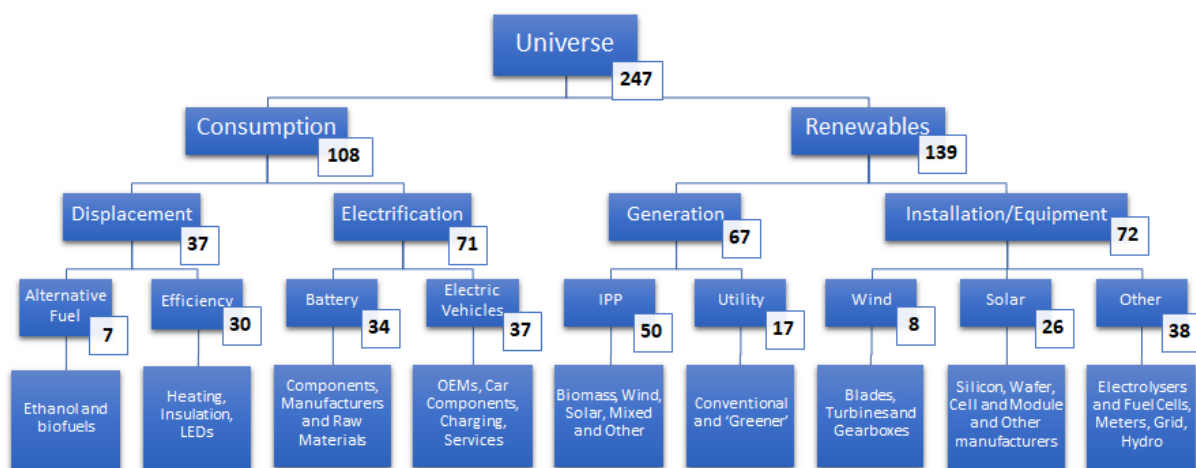 Universe
247
Consumption
108
Renewables
139
Displacement
37
Electrification
71
Generation
67
Installation/Equipment
72
Alternative
Fuel
7
Efficiency
30
Battery
34
Electric
Vehicles
37
IPP
50
Utility
17
Wind
8
Solar
26
Other
38
Ethanol and
biofuels
Heating,
Insulation,
LEDs
Components,
Manufacturers
and Raw
Materials
OEMs, Car
Components,
Charging,
Services
Biomass, Wind,
Solar, Mixed
and Other
Conventional
and ‘Greener’
Blades,
Turbines and
Gearboxes
Silicon, Wafer,
Cell and Module
and Other
manufacturers
Electrolysers
and Fuel Cells,
Meters, Grid,
Hydro